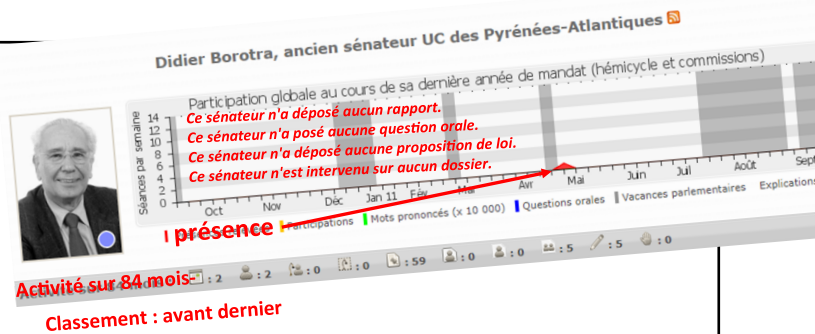 Didier Borotra, ancien sénateur UC des Pyrénées-Atlantiques
Participation globale au cours de sa dernière année de mandat (hémicycle et commissions)
Séances par semaine
14
12
10
8
6
4
2
0
Ce sénateur n'a déposé aucun rapport.
Ce sénateur n'a posé aucune question orale.
Ce sénateur n'a déposé aucune proposition de loi.
Ce sénateur n'est intervenu sur aucun dossier.
Oct Nov Déc Jan 11 Fév Mar Avr Mai Juin Juil Août Sept
présence Participations Mots prononcés (x 10 000) Questions orales Vacances parlementaires Explications
Activité sur 84 mois- : 2 : 2 : 0 : 0 : 59 : 0 : 0 : 5 : 5 : 0
Classement : avant dernier